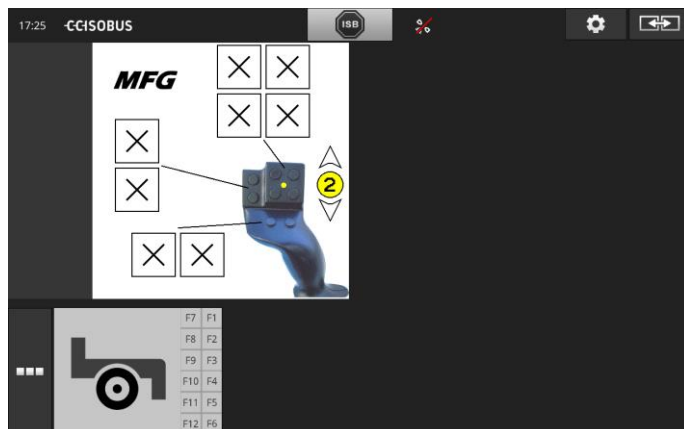 17:25 CCISOBUS ISB
MFG
2
F7 F1
F8 F2
F9 F3
F10 F4
F11 F5
F12 F6